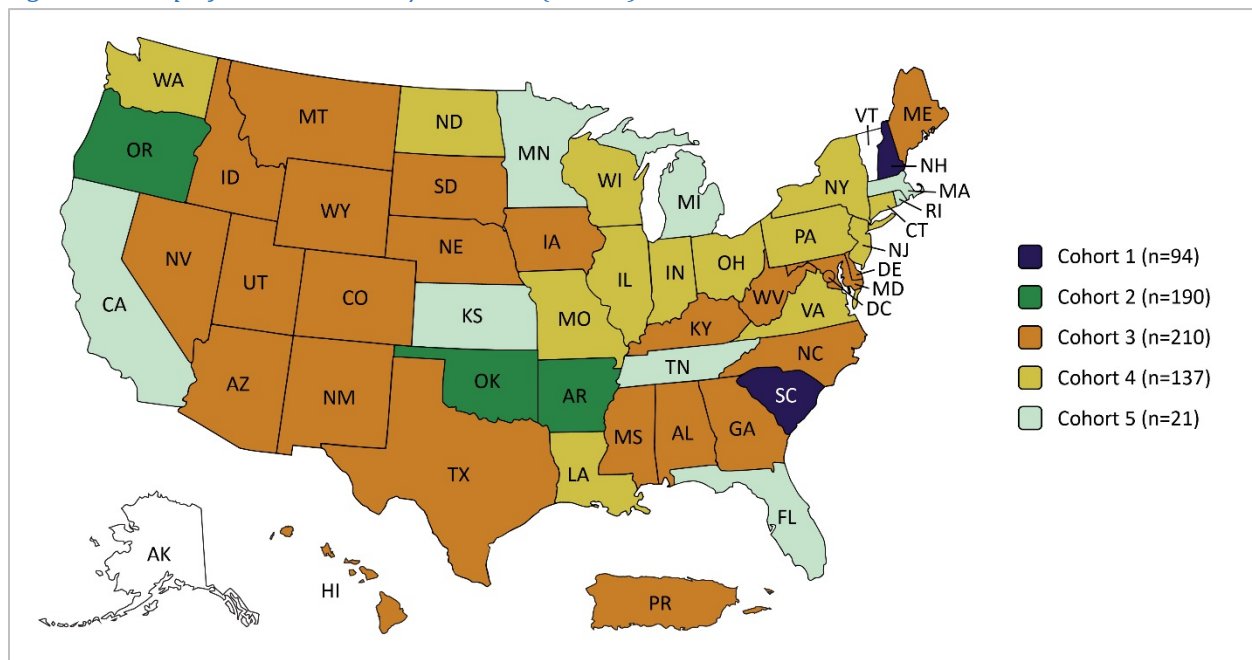 WA
MT
ND
MN
VT
ME
OR
ID
SD
WI
NY
NH
MA
RI
CT
WY
MI
PA
NJ
NV
NE
IA
OH
DE
MD
DC
UT
CO
IL
IN
WV
VA
CA
KS
MO
KY
NC
AZ
NM
OK
AR
TN
SC
MS
AL
GA
TX
LA
FL
AK
HI
PR
Cohort 1 (n=94)
Cohort 2 (n=190)
Cohort 3 (n=210)
Cohort 4 (n=137)
Cohort 5 (n=21)